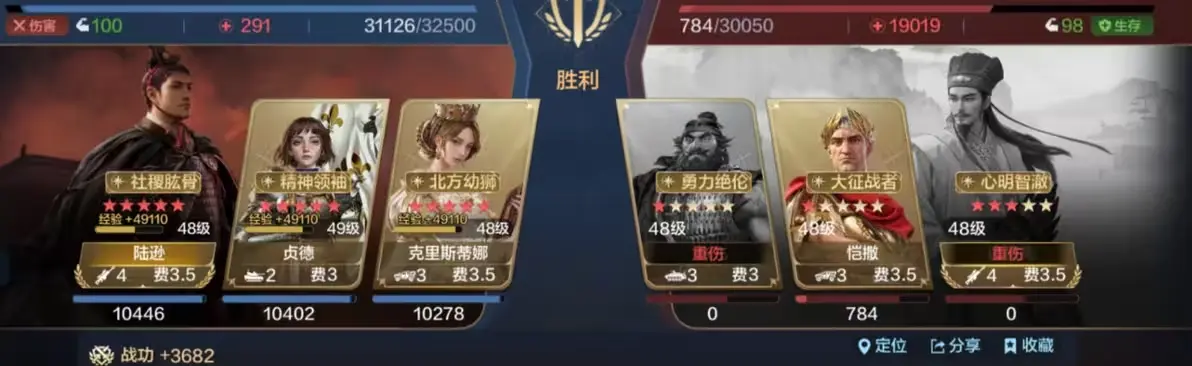 伤害 100 291 31126/32500
784/30050 19019 98 生存
胜利
社稷肱骨 精神领袖 北方幼狮 勇力绝伦 大征战者 心明智澈
经验 +49110 经验 +49110 经验 +49110
48级 49级 48级 48级 48级 48级
陆逊 贞德 克里斯蒂娜 重伤 恺撒 重伤
4 费3.5 2 费3 3 费3.5 3 费3 3 费3.5 4 费3.5
10446 10402 10278 0 784 0
定位 分享 收藏
战功 +3682